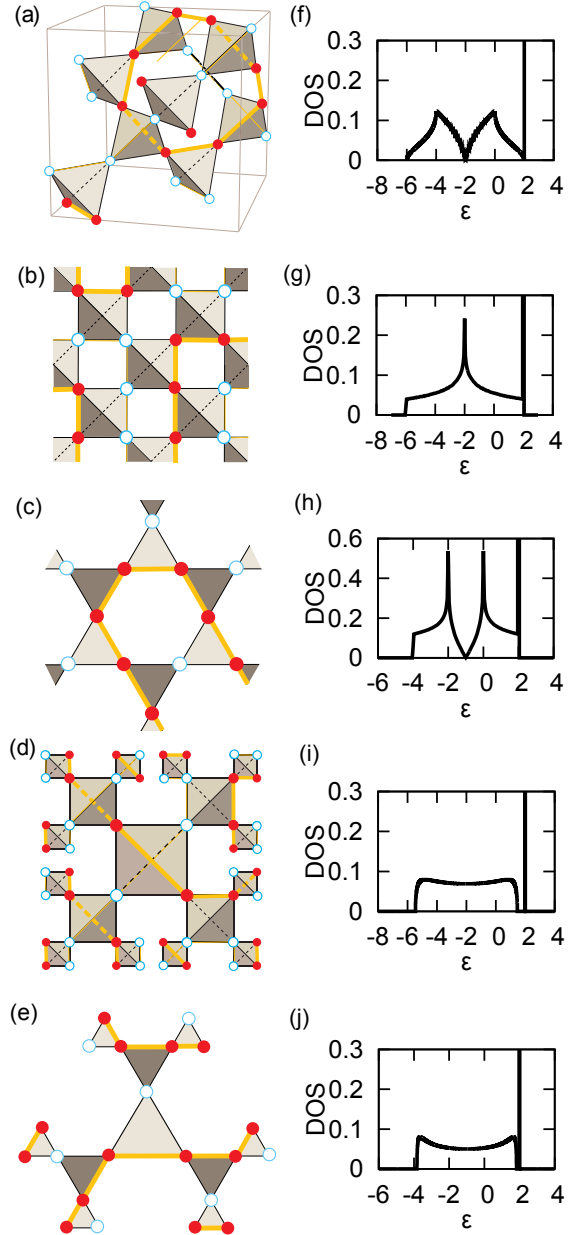 (a)
(f)
DOS
0.3
0.2
0.1
0
-8 -6 -4 -2 0 2 4
ε
(b)
(g)
DOS
0.3
0.2
0.1
0
-8 -6 -4 -2 0 2 4
ε
(c)
(h)
DOS
0.6
0.4
0.2
0
-6 -4 -2 0 2 4
ε
(d)
(i)
DOS
0.3
0.2
0.1
0
-8 -6 -4 -2 0 2 4
ε
(e)
(j)
DOS
0.3
0.2
0.1
0
-6 -4 -2 0 2 4
ε